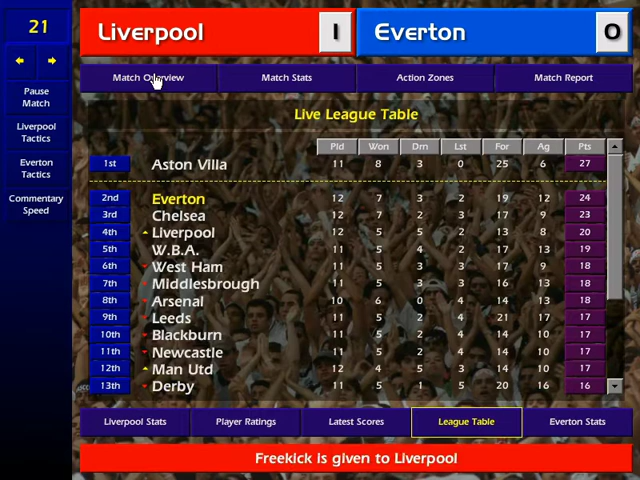 21
Liverpool 1 Everton 0
Match Overview Match Stats Action Zones Match Report
Pause
Match
Liverpool
Tactics
Everton
Tactics
Commentary
Speed
Live League Table
Pld Won Drn Lst For Ag Pts
1st Aston Villa 11 8 3 0 25 6 27
2nd Everton 12 7 3 2 19 12 24
3rd Chelsea 12 7 2 3 17 9 23
4th Liverpool 12 5 5 2 13 8 20
5th W.B.A. 11 5 4 2 17 13 19
6th West Ham 11 5 3 3 17 9 18
7th Middlesbrough 11 5 3 3 16 13 18
8th Arsenal 10 6 0 4 14 13 18
9th Leeds 11 5 2 4 21 17 17
10th Blackburn 11 5 2 4 14 10 17
11th Newcastle 11 5 2 4 14 10 17
12th Man Utd 12 4 5 3 14 10 17
13th Derby 11 5 1 5 20 16 16
Liverpool Stats Player Ratings Latest Scores League Table Everton Stats
Freekick is given to Liverpool